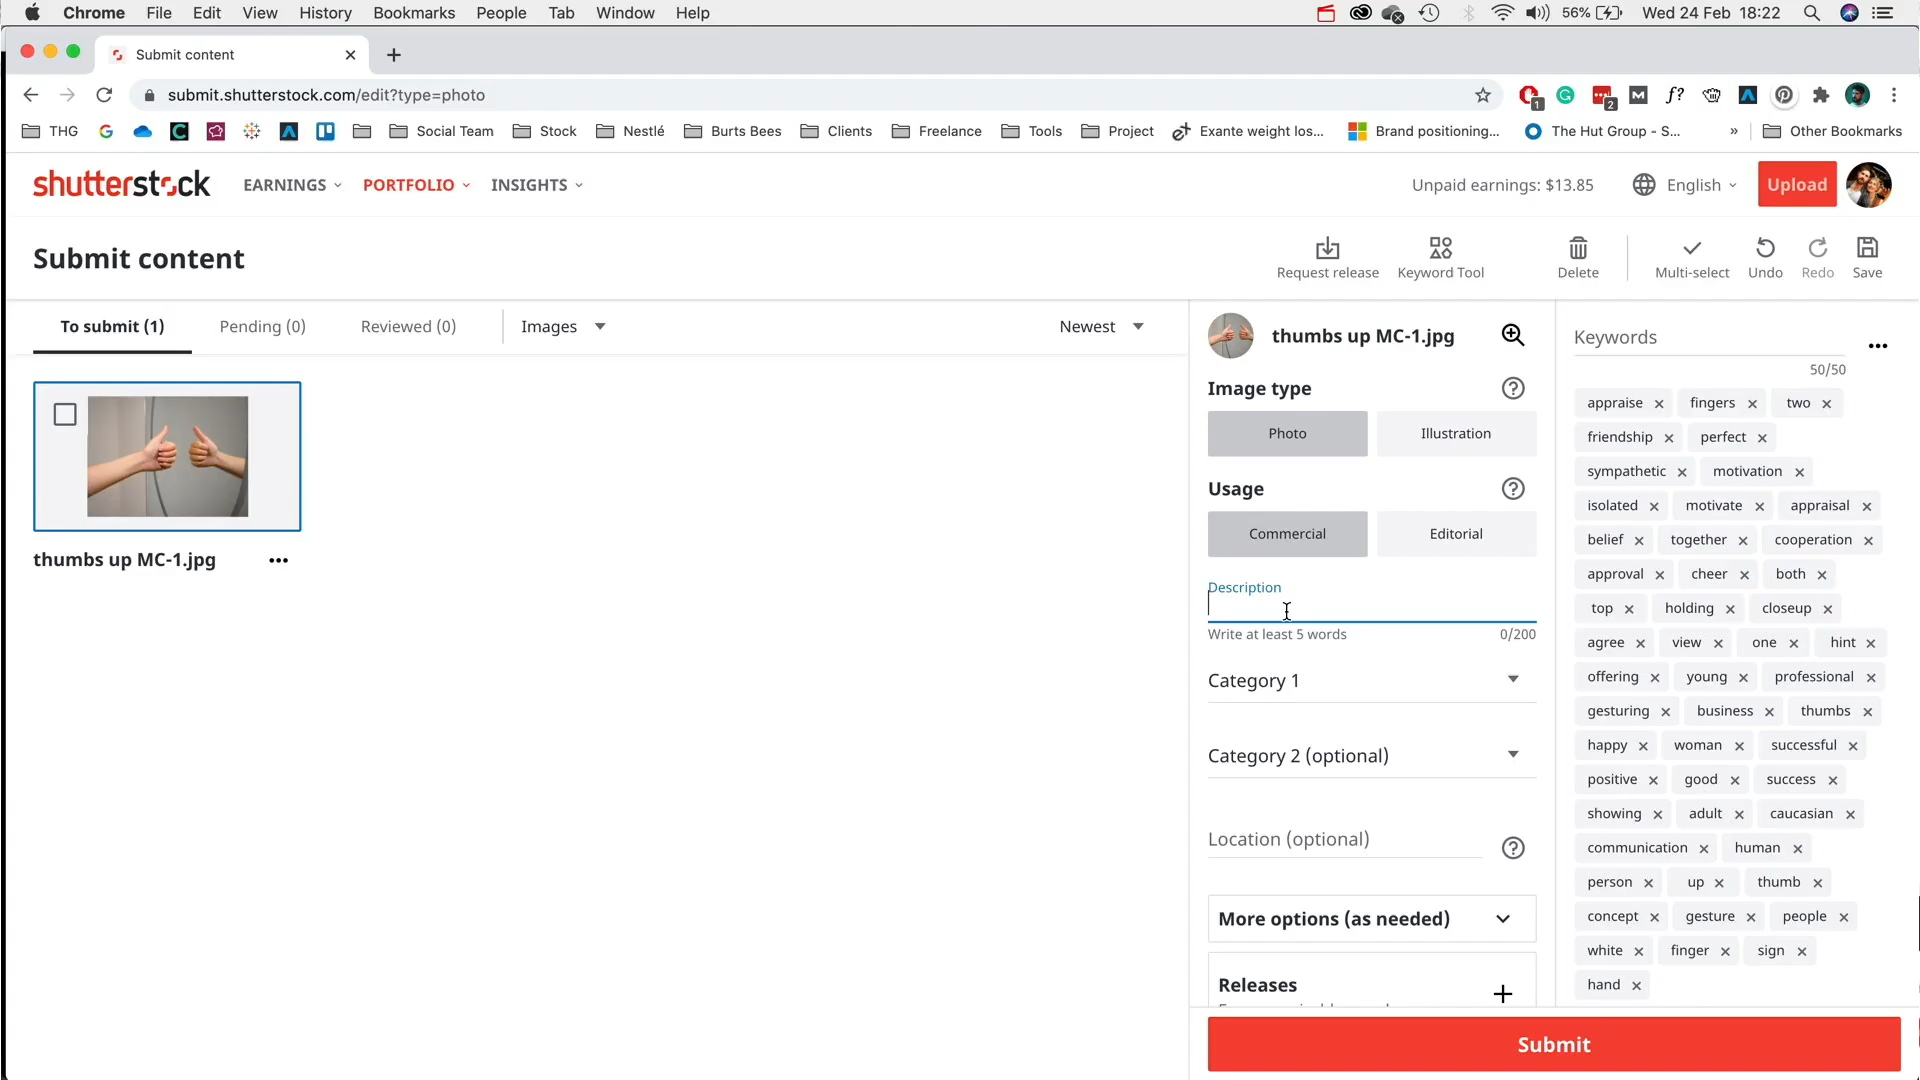 Chrome File Edit View History Bookmarks People Tab Window Help 56% Wed 24 Feb 18:22
Submit content
submit.shutterstock.com/edit?type=photo 1 2 M f?
THG Social Team Stock Nestlé Burts Bees Clients Freelance Tools Project Exante weight los... Brand positioning... The Hut Group - S... » Other Bookmarks
shutterstock EARNINGS PORTFOLIO INSIGHTS Unpaid earnings: $13.85 English Upload
Submit content Request release Keyword Tool Delete Multi-select Undo Redo Save
To submit (1) Pending (0) Reviewed (0) Images Newest
thumbs up MC-1.jpg
thumbs up MC-1.jpg
Image type
Photo Illustration
Usage
Commercial Editorial
Description
Write at least 5 words 0/200
Category 1
Category 2 (optional)
Location (optional)
More options (as needed)
Releases
Keywords
50/50
appraise fingers two
friendship perfect
sympathetic motivation
isolated motivate appraisal
belief together cooperation
approval cheer both
top holding closeup
agree view one hint
offering young professional
gesturing business thumbs
happy woman successful
positive good success
showing adult caucasian
communication human
person up thumb
concept gesture people
white finger sign
hand
Submit